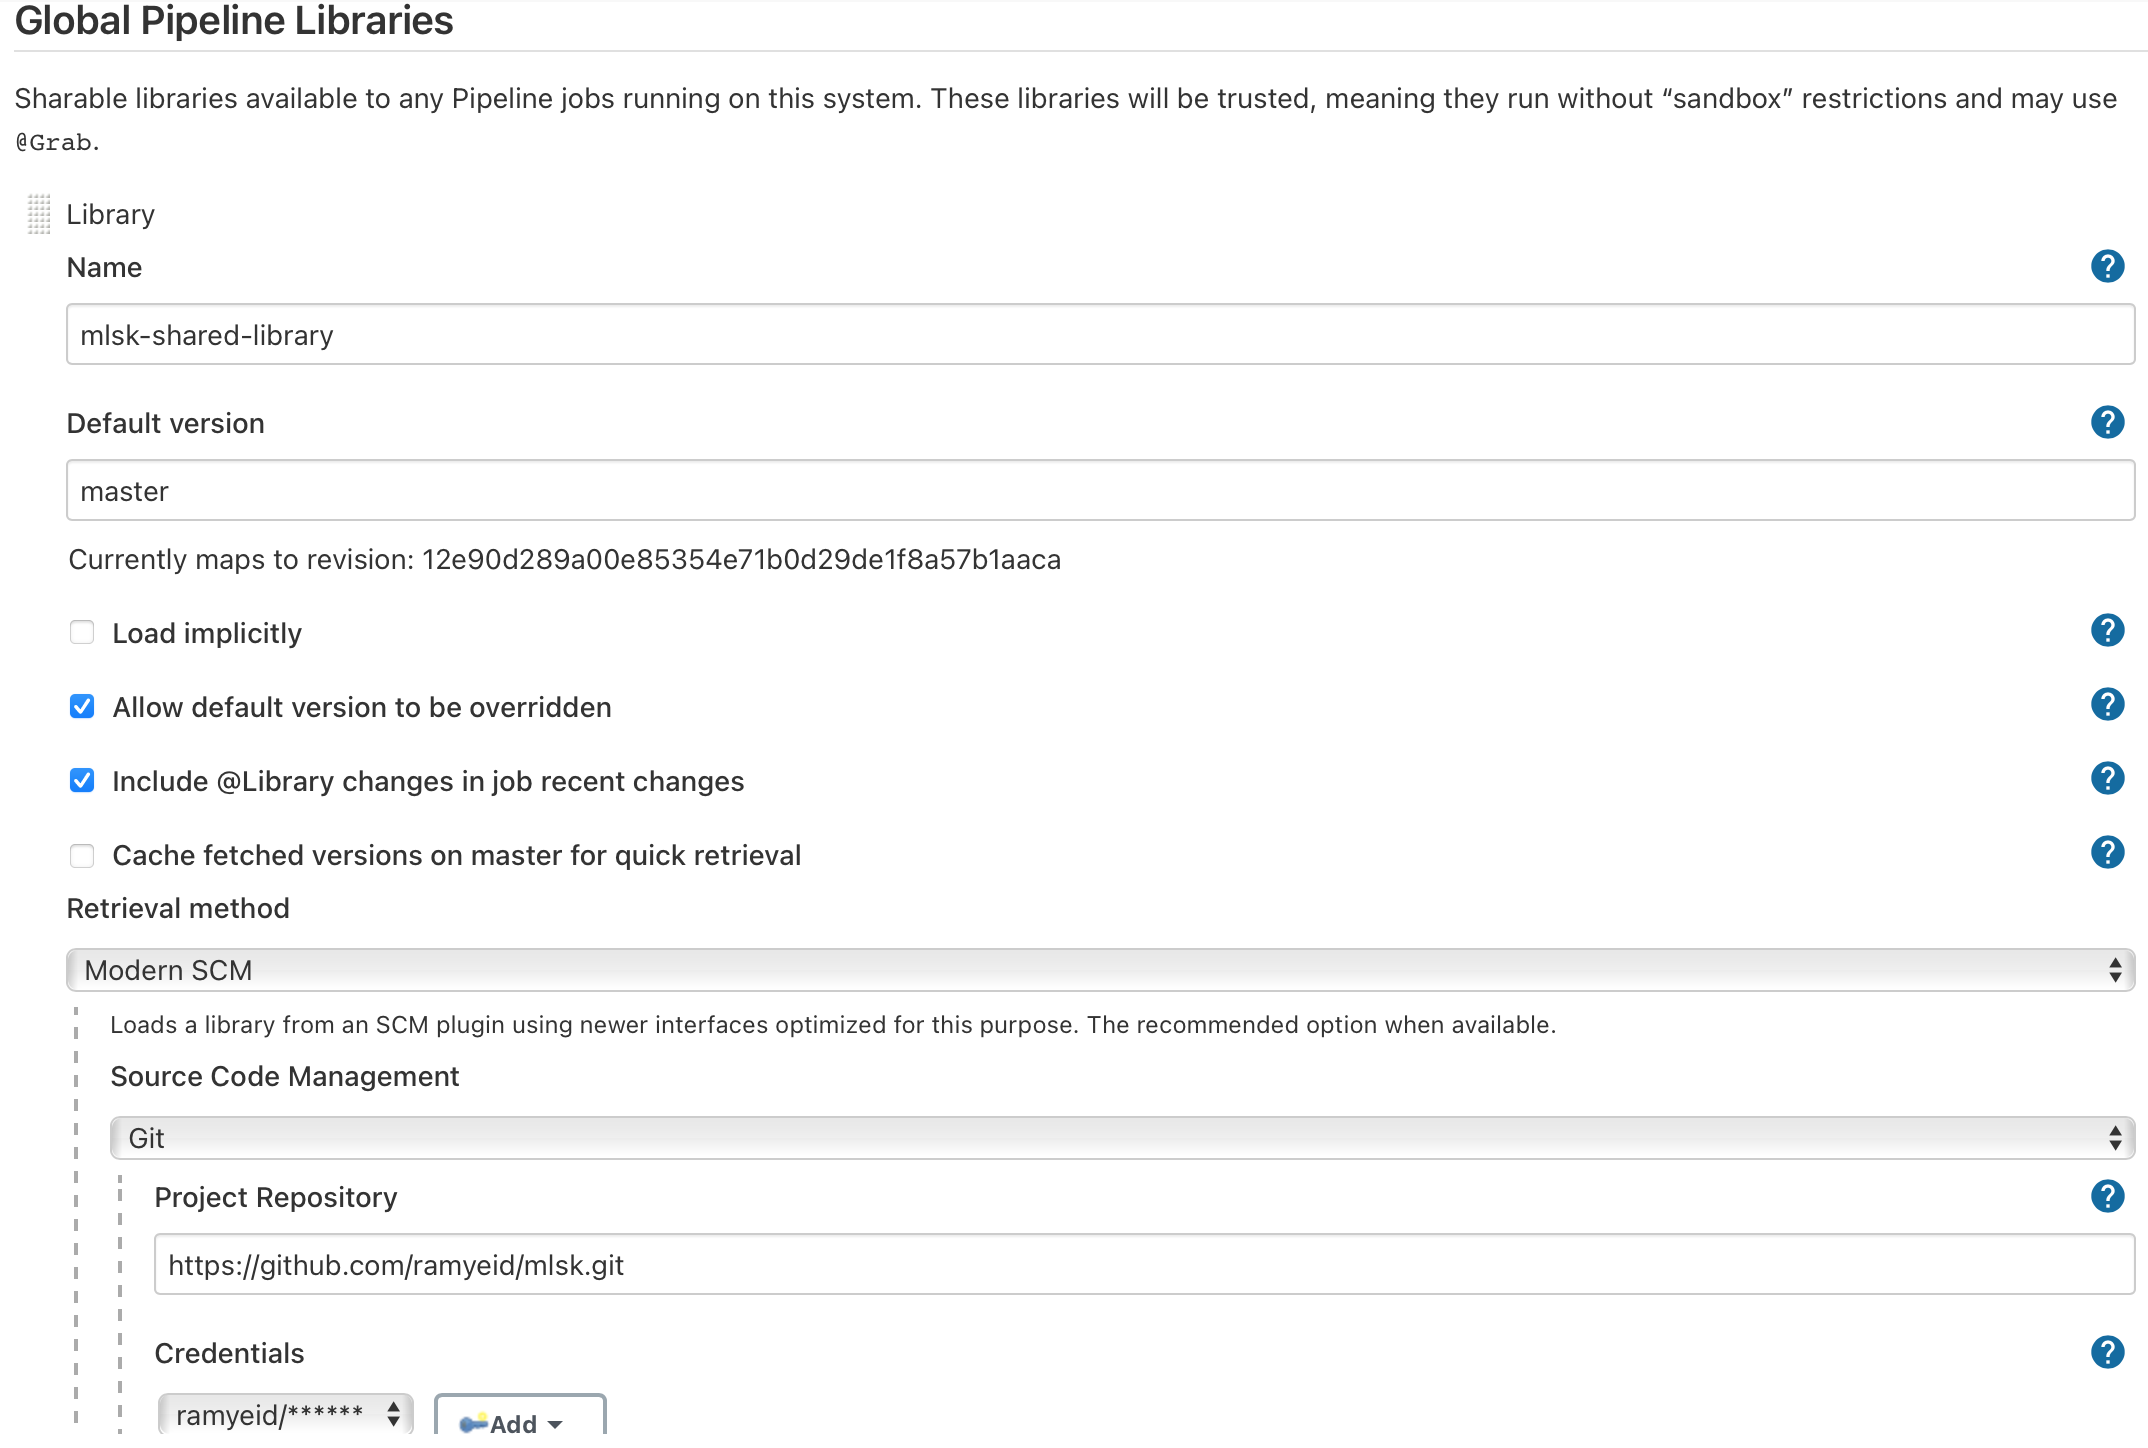 Global Pipeline Libraries
Sharable libraries available to any Pipeline jobs running on this system. These libraries will be trusted, meaning they run without “sandbox” restrictions and may use
@Grab.
Library
Name
mlsk-shared-library
Default version
master
Currently maps to revision: 12e90d289a00e85354e71b0d29de1f8a57b1aaca
Load implicitly
Allow default version to be overridden
Include @Library changes in job recent changes
Cache fetched versions on master for quick retrieval
Retrieval method
Modern SCM
Loads a library from an SCM plugin using newer interfaces optimized for this purpose. The recommended option when available.
Source Code Management
Git
Project Repository
https://github.com/ramyeid/mlsk.git
Credentials
ramyeid/****** Add